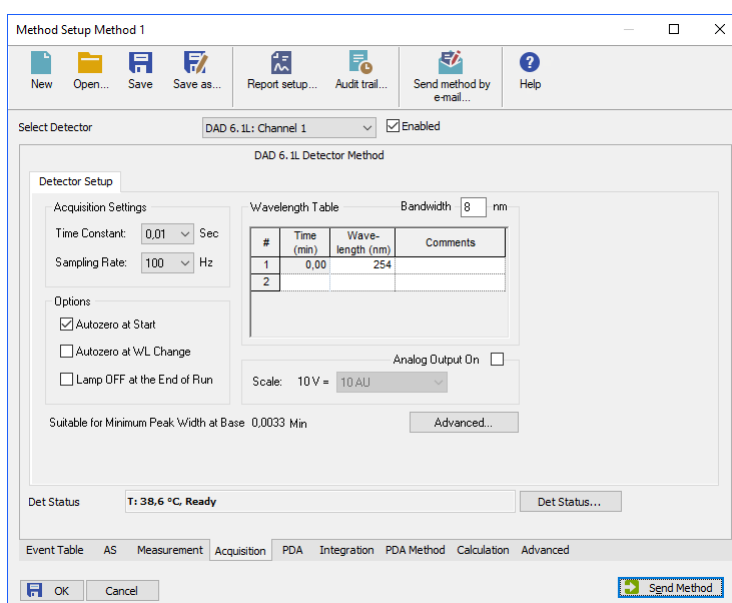 Method Setup Method 1
New Open... Save Save as... Report setup... Audit trail... Send method by e-mail... Help
Select Detector DAD 6.1L: Channel 1 Enabled
DAD 6.1L Detector Method
Detector Setup
Acquisition Settings
Time Constant: 0,01 Sec
Sampling Rate: 100 Hz
Options
Autozero at Start
Autozero at WL Change
Lamp OFF at the End of Run
Wavelength Table Bandwidth 8 nm
# Time (min) Wave-length (nm) Comments
1 0,00 254
2
Analog Output On
Scale: 10 V = 10 AU
Suitable for Minimum Peak Width at Base 0,0033 Min Advanced...
Det Status T: 38,6 °C, Ready Det Status...
Event Table AS Measurement Acquisition PDA Integration PDA Method Calculation Advanced
OK Cancel Send Method